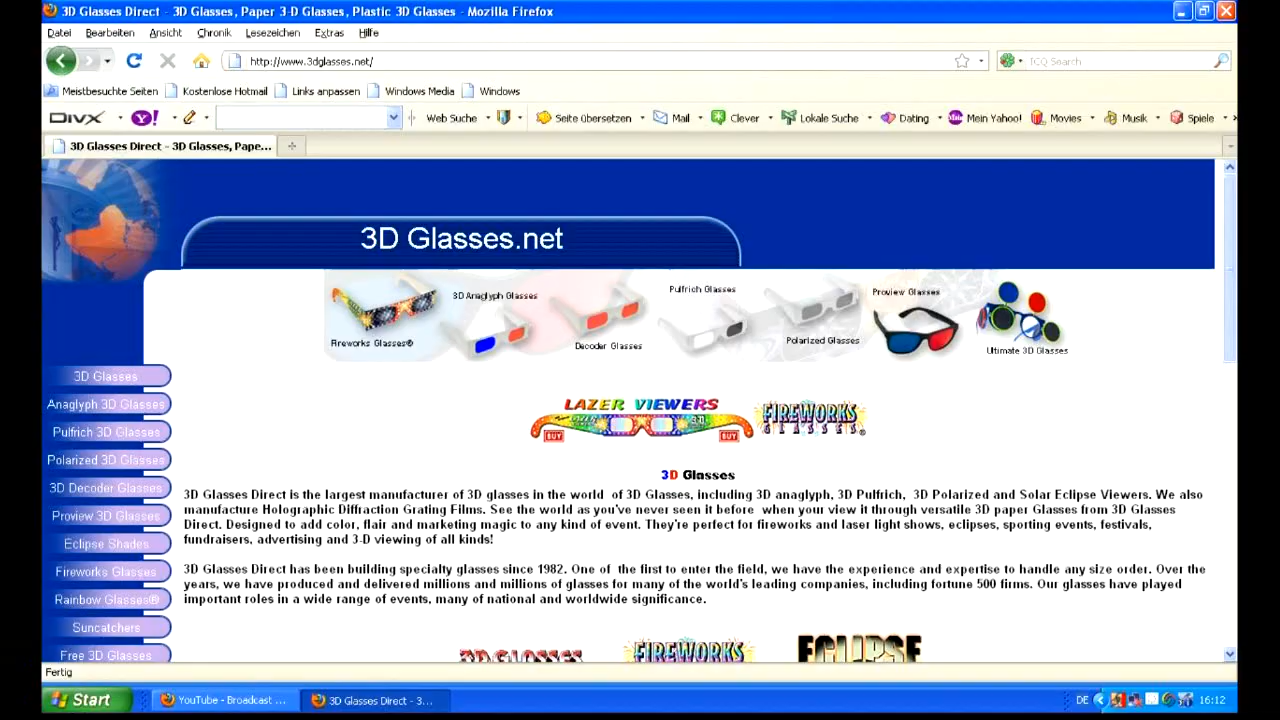 3D Glasses Direct - 3D Glasses, Paper 3-D Glasses, Plastic 3D Glasses - Mozilla Firefox
Datei Bearbeiten Ansicht Chronik Lesezeichen Extras Hilfe
http://www.3dglasses.net/ ICQ Search
Meistbesuchte Seiten Kostenlose Hotmail Links anpassen Windows Media Windows
DivX Y! Web Suche Seite übersetzen Mail Clever Lokale Suche Dating Mein Yahoo! Movies Musik Spiele
3D Glasses Direct - 3D Glasses, Pape...
3D Glasses.net
Fireworks Glasses®
3D Anaglyph Glasses
Decoder Glasses
Pulfrich Glasses
Polarized Glasses
Proview Glasses
Ultimate 3D Glasses
3D Glasses
Anaglyph 3D Glasses
Pulfrich 3D Glasses
Polarized 3D Glasses
3D Decoder Glasses
Proview 3D Glasses
Eclipse Shades
Fireworks Glasses
Rainbow Glasses®
Suncatchers
Free 3D Glasses
LAZER VIEWERS
BUY BUY
FIREWORKS
GLASSES®
3D Glasses
3D Glasses Direct is the largest manufacturer of 3D glasses in the world of 3D Glasses, including 3D anaglyph, 3D Pulfrich, 3D Polarized and Solar Eclipse Viewers. We also
manufacture Holographic Diffraction Grating Films. See the world as you've never seen it before when your view it through versatile 3D paper Glasses from 3D Glasses
Direct. Designed to add color, flair and marketing magic to any kind of event. They're perfect for fireworks and laser light shows, eclipses, sporting events, festivals,
fundraisers, advertising and 3-D viewing of all kinds!
3D Glasses Direct has been building specialty glasses since 1982. One of the first to enter the field, we have the experience and expertise to handle any size order. Over the
years, we have produced and delivered millions and millions of glasses for many of the world's leading companies, including fortune 500 firms. Our glasses have played
important roles in a wide range of events, many of national and worldwide significance.
3D GLASSES FIREWORKS ECLIPSE
Fertig
Start YouTube - Broadcast ... 3D Glasses Direct - 3... DE 16:12